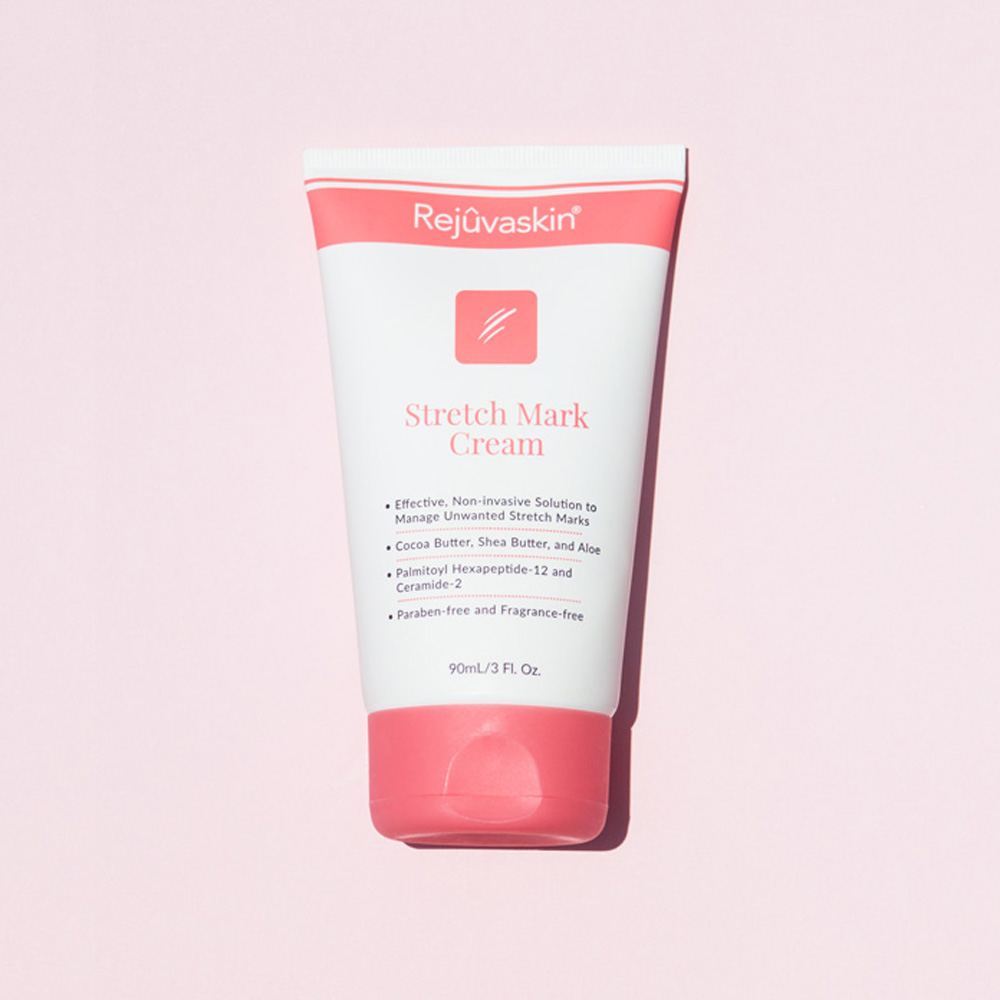 Rejûvaskin®
Stretch Mark
Cream
• Effective, Non-invasive Solution to
Manage Unwanted Stretch Marks
• Cocoa Butter, Shea Butter, and Aloe
• Palmitoyl Hexapeptide-12 and
Ceramide-2
• Paraben-free and Fragrance-free
90mL/3 Fl. Oz.